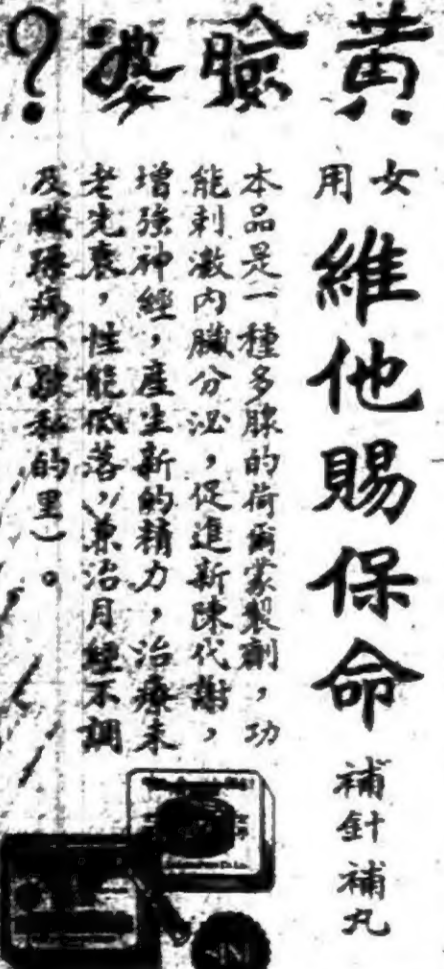 黃臉婆？
女用
維他賜保命
補針補丸
本品是一種多腺的荷爾蒙製劑，功
能刺激內臟分泌，促進新陳代謝，
增強神經，產生新的精力，治療未
老先衰，性能低落，兼治月經不調
及臟躁病（歇私的里）。